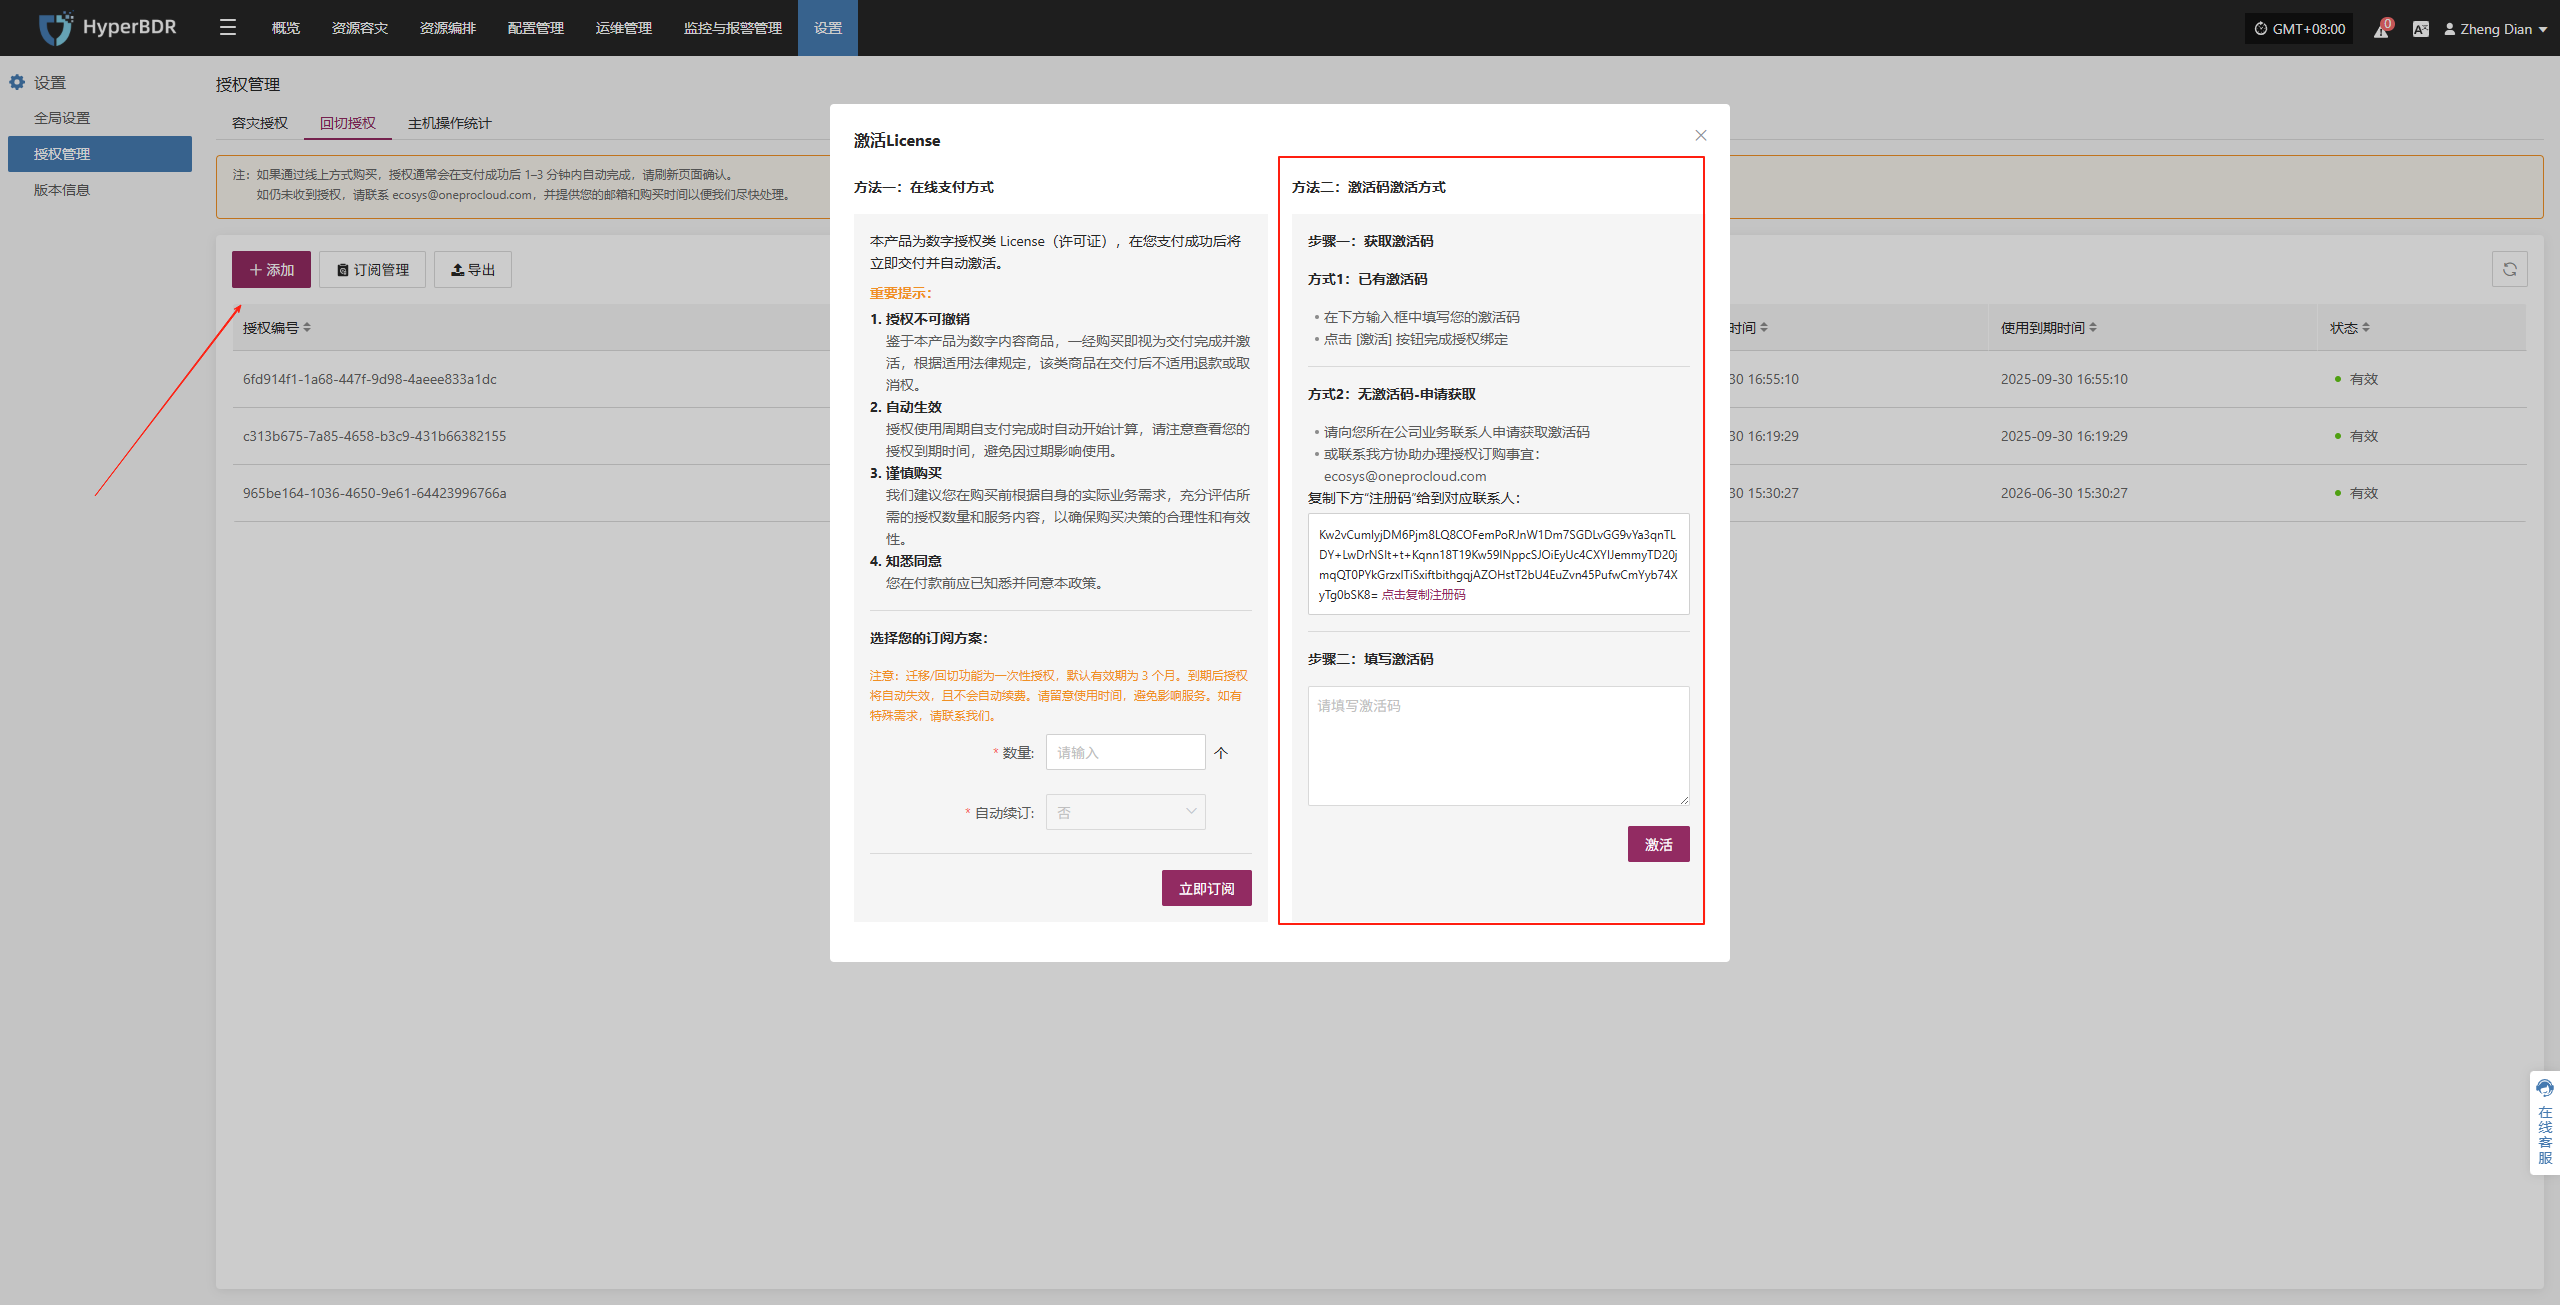 HyperBDR
概览
资源容灾
资源编排
配置管理
运维管理
监控与报警管理
设置
GMT+08:00
0
Zheng Dian
设置
全局设置
授权管理
版本信息
授权管理
容灾授权
回切授权
主机操作统计
注：如果通过线上方式购买，授权通常会在支付成功后 1–3 分钟内自动完成，请刷新页面确认。
如仍未收到授权，请联系 ecosys@oneprocloud.com，并提供您的邮箱和购买时间以便我们尽快处理。
添加
订阅管理
导出
授权编号
时间
使用到期时间
状态
6fd914f1-1a68-447f-9d98-4aeee833a1dc
30 16:55:10
2025-09-30 16:55:10
有效
c313b675-7a85-4658-b3c9-431b66382155
30 16:19:29
2025-09-30 16:19:29
有效
965be164-1036-4650-9e61-64423996766a
30 15:30:27
2026-06-30 15:30:27
有效
激活License
方法一：在线支付方式
本产品为数字授权类 License（许可证），在您支付成功后将
立即交付并自动激活。
重要提示：
1. 授权不可撤销
鉴于本产品为数字内容商品，一经购买即视为交付完成并激
活，根据适用法律规定，该类商品在交付后不适用退款或取
消权。
2. 自动生效
授权使用周期自支付完成时自动开始计算，请注意查看您的
授权到期时间，避免因过期影响使用。
3. 谨慎购买
我们建议您在购买前根据自身的实际业务需求，充分评估所
需的授权数量和服务内容，以确保购买决策的合理性和有效
性。
4. 知悉同意
您在付款前应已知悉并同意本政策。
选择您的订阅方案：
注意：迁移/回切功能为一次性授权，默认有效期为 3 个月。到期后授权
将自动失效，且不会自动续费。请留意使用时间，避免影响服务。如有
特殊需求，请联系我们。
* 数量: 请输入 个
* 自动续订: 否
立即订阅
方法二：激活码激活方式
步骤一：获取激活码
方式1：已有激活码
• 在下方输入框中填写您的激活码
• 点击 [激活] 按钮完成授权绑定
方式2：无激活码-申请获取
• 请向您所在公司业务联系人申请获取激活码
• 或联系我方协助办理授权订购事宜：
ecosys@oneprocloud.com
复制下方“注册码”给到对应联系人：
点击复制注册码
步骤二：填写激活码
请填写激活码
激活
在线客服